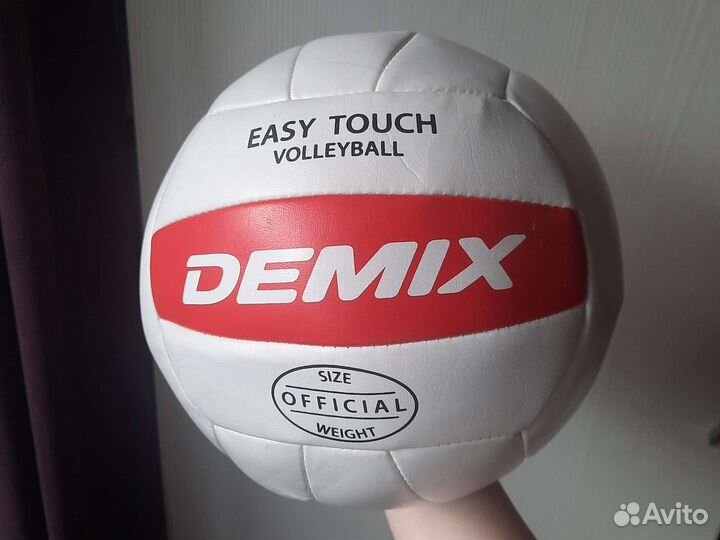 EASY TOUCH
VOLLEYBALL
DEMIX
SIZE
OFFICIAL
WEIGHT
Avito